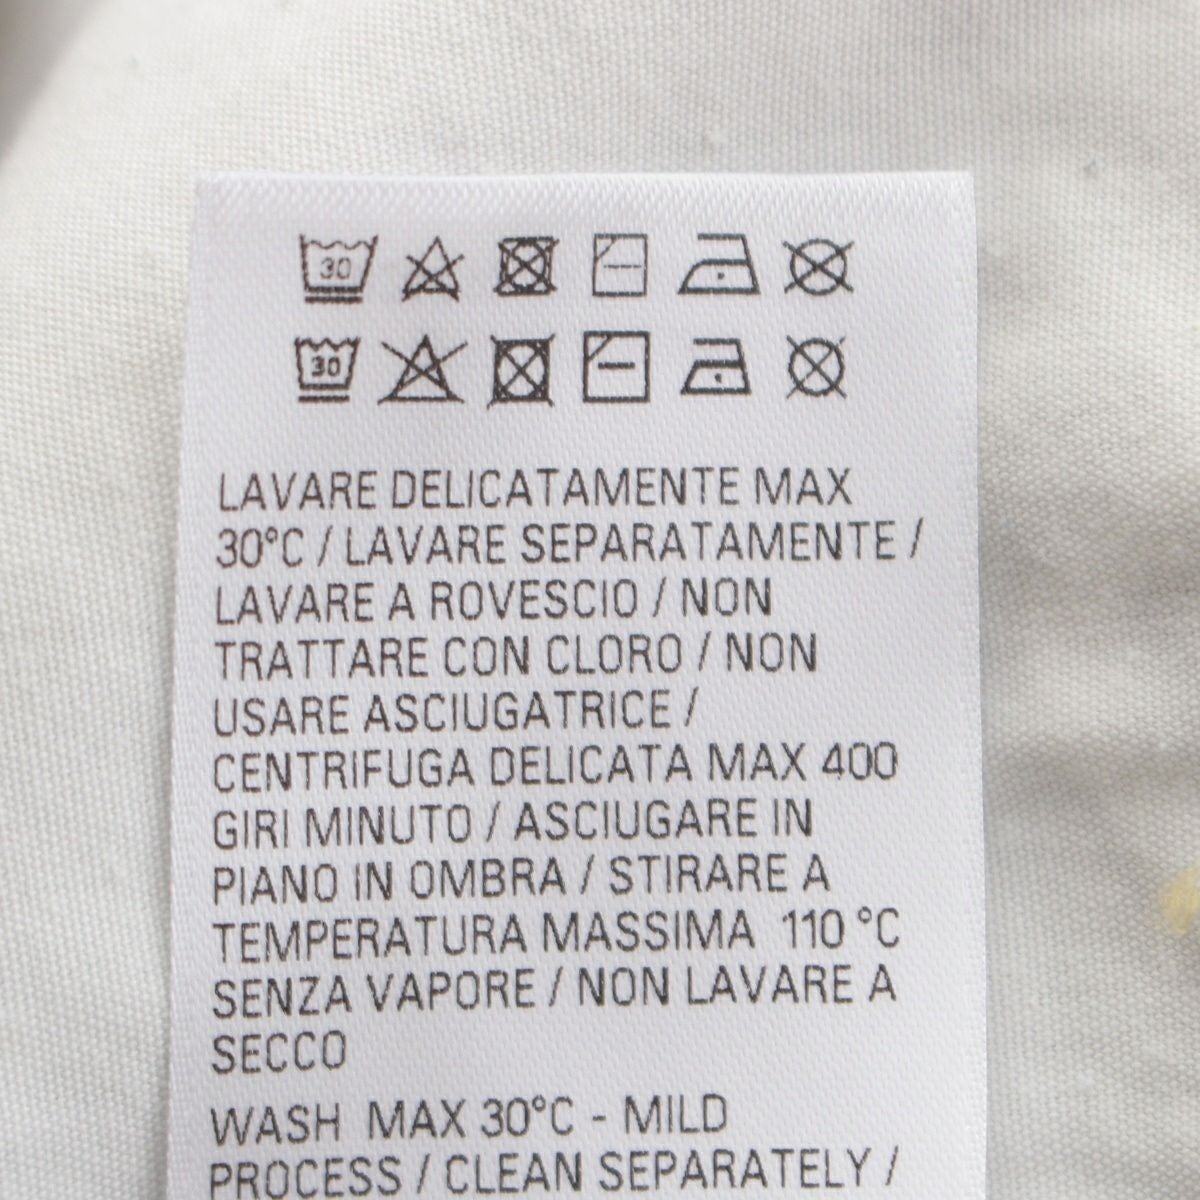 30
30
LAVARE DELICATAMENTE MAX
30°C / LAVARE SEPARATAMENTE /
LAVARE A ROVESCIO / NON
TRATTARE CON CLORO / NON
USARE ASCIUGATRICE /
CENTRIFUGA DELICATA MAX 400
GIRI MINUTO / ASCIUGARE IN
PIANO IN OMBRA / STIRARE A
TEMPERATURA MASSIMA 110 °C
SENZA VAPORE / NON LAVARE A
SECCO
WASH MAX 30°C - MILD
PROCESS / CLEAN SEPARATELY /